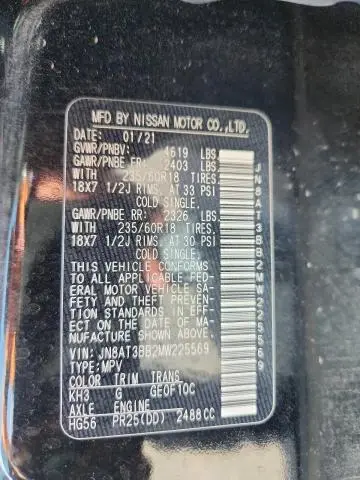 MFD BY NISSAN MOTOR CO.,LTD.
DATE 01/21
GVWR/PNBV: 4619 LBS.
GAWR/PNBE FR: 2403 LBS.
WITH 235/60R18 TIRES,
18X7 1/2J RIMS, AT 33 PSI
COLD SINGLE.
GAWR/PNBE RR: 2326 LBS.
WITH 235/60R18 TIRES,
18X7 1/2J RIMS, AT 30 PSI
COLD SINGLE.
THIS VEHICLE CONFORMS
TO ALL APPLICABLE FED-
ERAL MOTOR VEHICLE SA-
FETY AND THEFT PREVEN-
TION STANDARDS IN EFF-
ECT ON THE DATE OF MA-
NUFACTURE SHOWN ABOVE.
VIN: JN8AT3BB2MW225569
TYPE:MPV
COLOR TRIM TRANS
KH3 G GEOF10C
AXLE ENGINE
HG56 PR25(DD) 2488CC
JN8AT3BB2MW225569